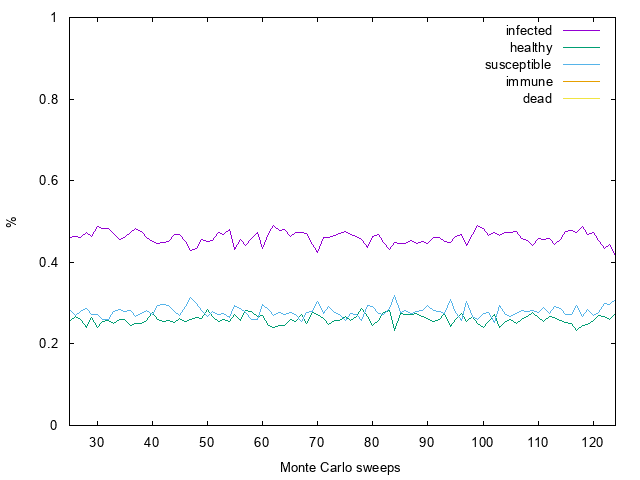 1
infected
healthy
susceptible
immune
dead
0.8
0.6
%
0.4
0.2
0
30 40 50 60 70 80 90 100 110 120
Monte Carlo sweeps